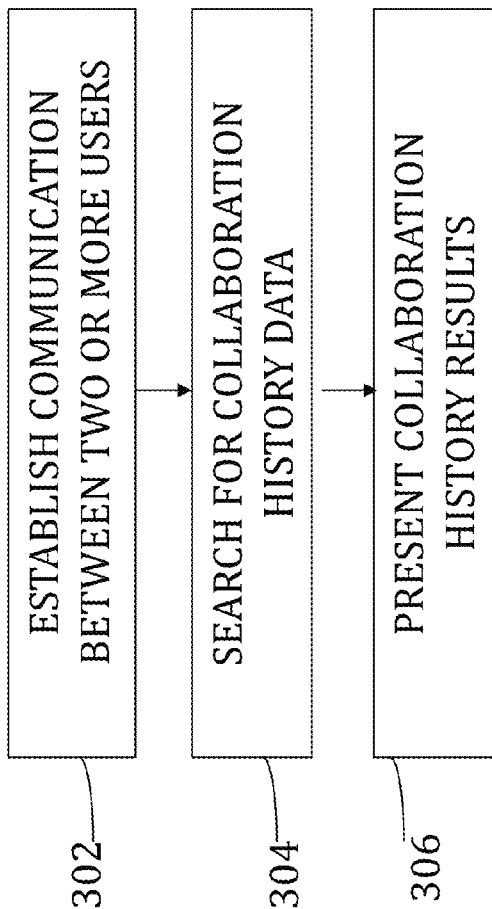 302
ESTABLISH COMMUNICATION
BETWEEN TWO OR MORE USERS
304
SEARCH FOR COLLABORATION
HISTORY DATA
306
PRESENT COLLABORATION
HISTORY RESULTS